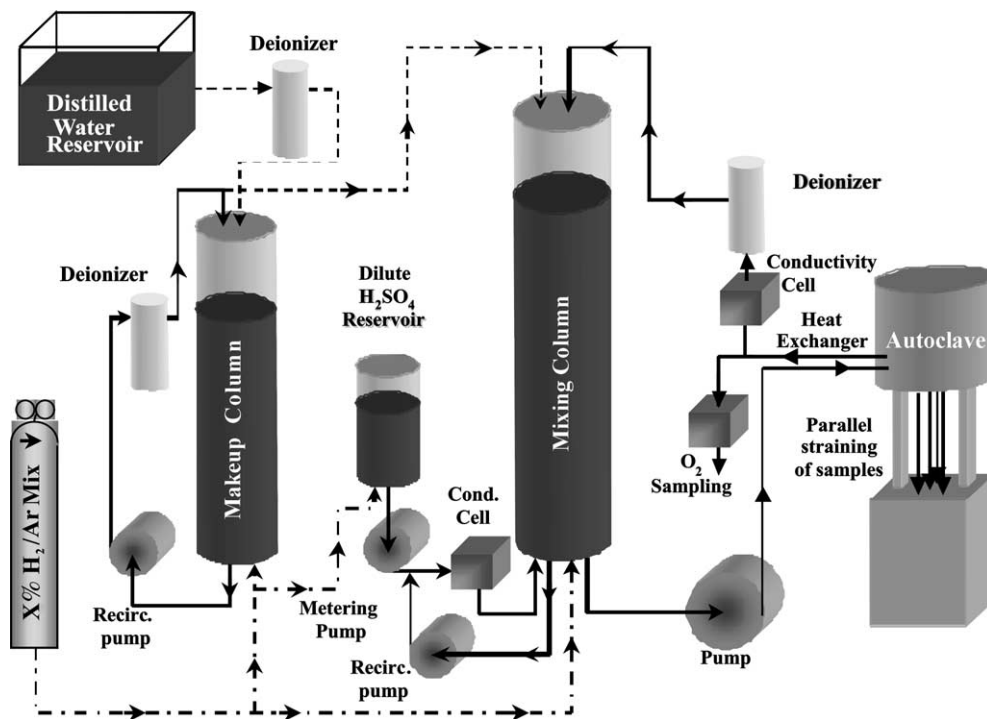 Deionizer
Distilled
Water
Reservoir
Deionizer
Deionizer
Dilute
H₂SO₄
Reservoir
Conductivity
Cell
Heat
Exchanger
Autoclave
Mixing Column
Makeup Column
X% H₂/Ar Mix
Parallel
straining
of samples
O₂
Sampling
Cond.
Cell
Metering
Pump
Recirc.
pump
Recirc.
pump
Pump